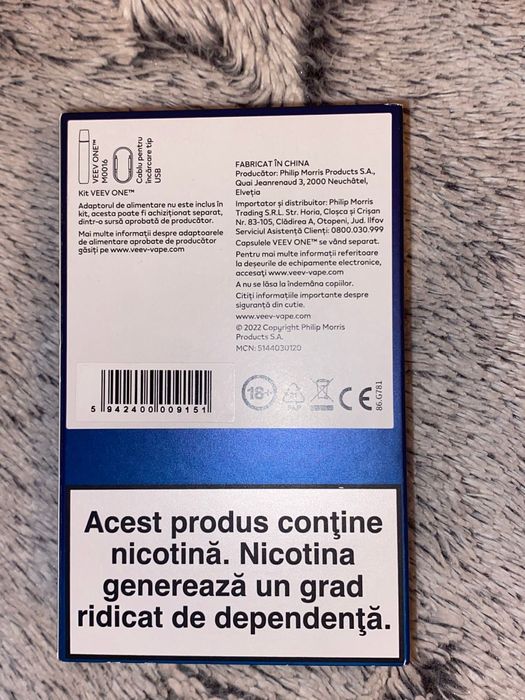 VEEV ONE™
M0016
Cablu pentru
încărcare tip
USB
Kit VEEV ONE™
Adaptorul de alimentare nu este inclus în
kit, acesta poate fi achiziționat separat,
dintr-o sursă aprobată de producător.
Mai multe informații despre adaptoarele
de alimentare aprobate de producător
găsiți pe www.veev-vape.com
FABRICAT ÎN CHINA
Producător: Philip Morris Products S.A.,
Quai Jeanrenaud 3, 2000 Neuchâtel,
Elveția
Importator și distribuitor: Philip Morris
Trading S.R.L. Str. Horia, Cloșca și Crișan
Nr. 83-105, Clădirea A, Otopeni, Jud. Ilfov
Serviciul Asistență Clienți: 0800.030.999
Capsulele VEEV ONE™ se vând separat.
Pentru mai multe informații referitoare
la deșeurile de echipamente electronice,
accesați www.veev-vape.com
A nu se lăsa la îndemâna copiilor.
Citiți informațiile importante despre
siguranță din cutie.
www.veev-vape.com
© 2022 Copyright Philip Morris
Products S.A.
MCN: 5144030120
5 942400 009151
18+
PAP
CE
86.G781
Acest produs conţine
nicotină. Nicotina
generează un grad
ridicat de dependenţă.